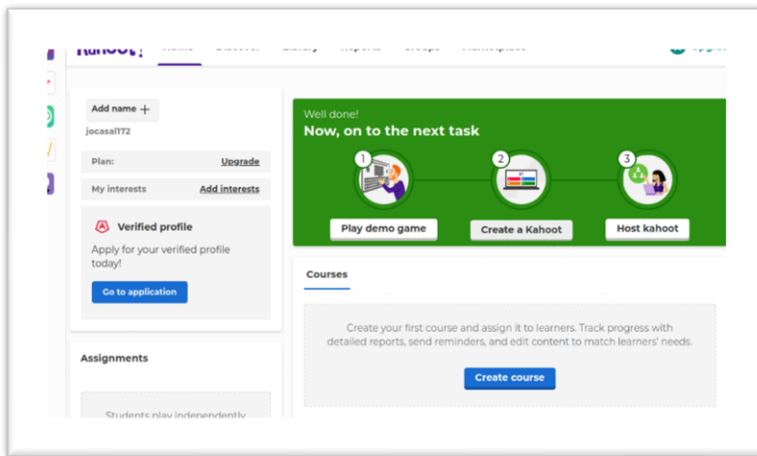 Kahoot!
Add name +
jocasal172
Plan: Upgrade
My interests Add interests
Verified profile
Apply for your verified profile
today!
Go to application
Assignments
Students play independently
Well done!
Now, on to the next task
1 2 3
Play demo game Create a Kahoot Host kahoot
Courses
Create your first course and assign it to learners. Track progress with
detailed reports, send reminders, and edit content to match learners' needs.
Create course